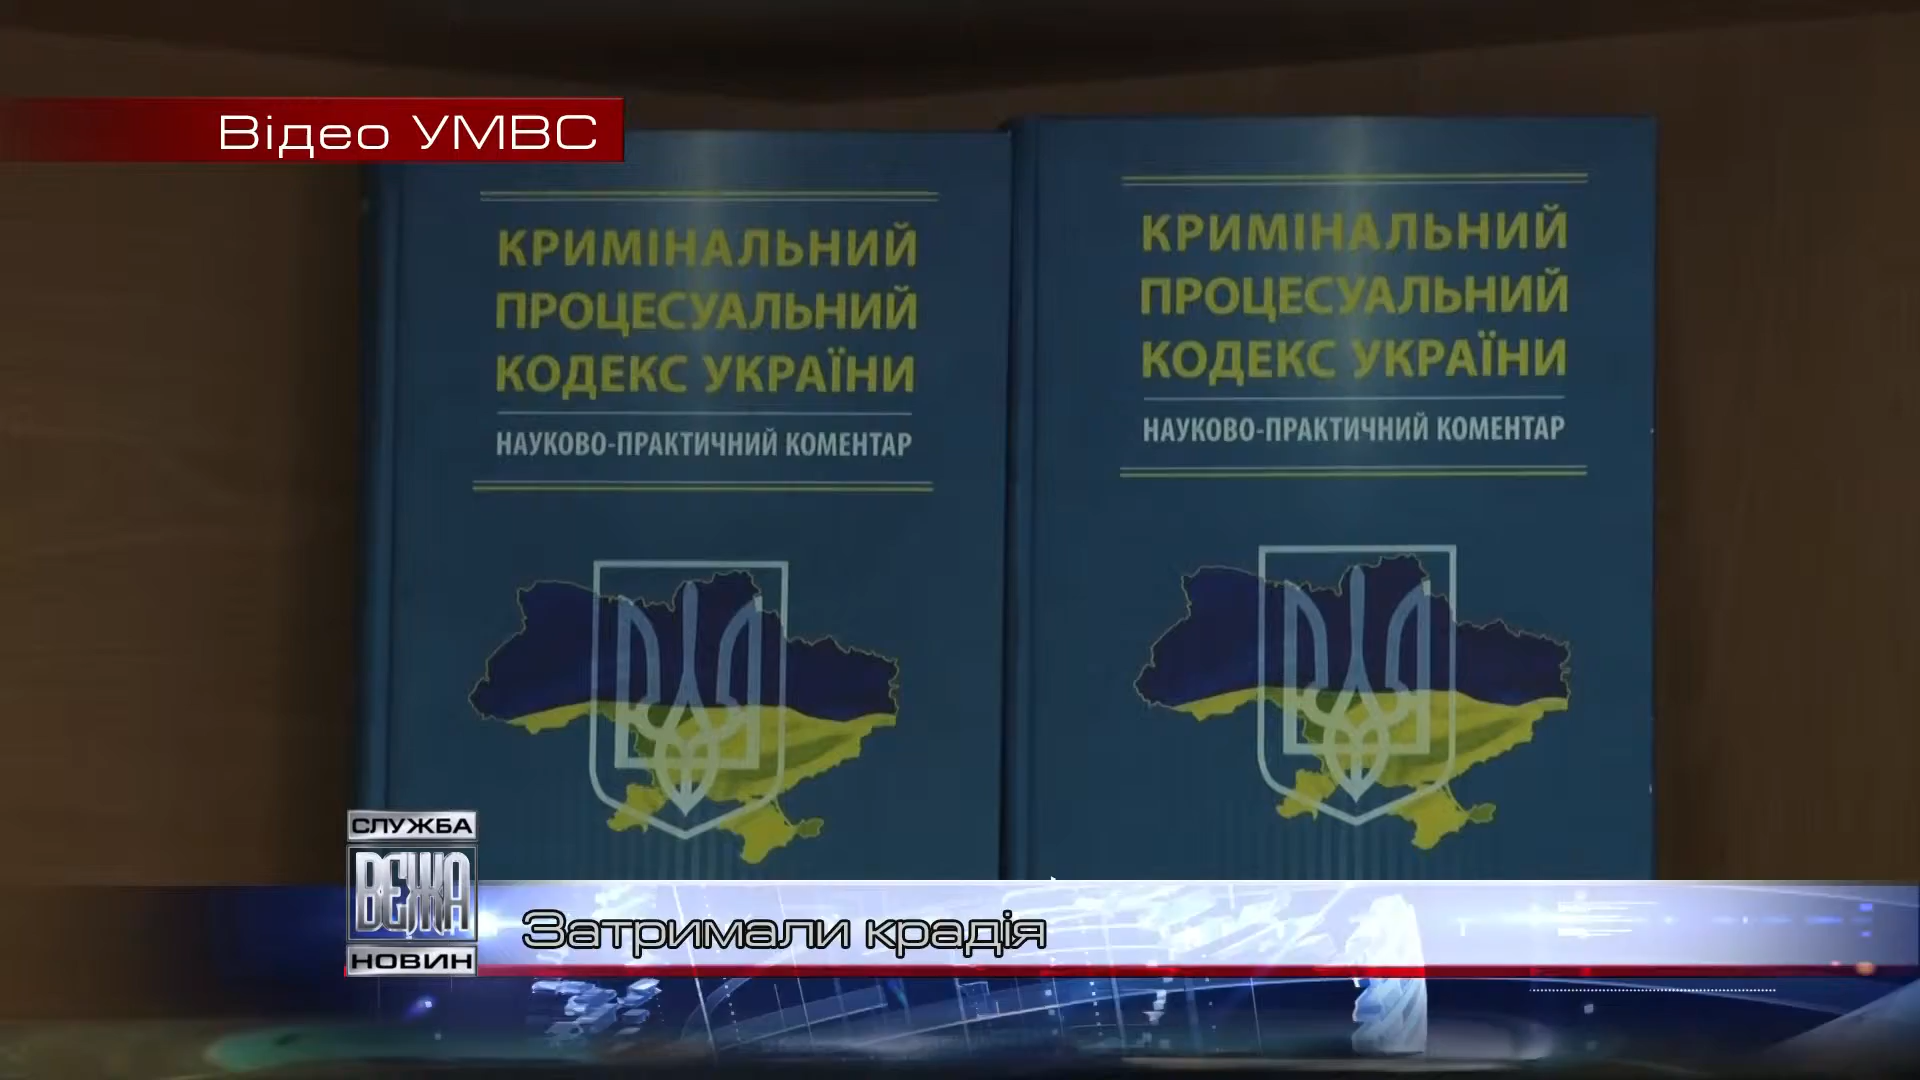 Відео УМВС
КРИМІНАЛЬНИЙ
ПРОЦЕСУАЛЬНИЙ
КОДЕКС УКРАЇНИ
НАУКОВО-ПРАКТИЧНИЙ КОМЕНТАР
КРИМІНАЛЬНИЙ
ПРОЦЕСУАЛЬНИЙ
КОДЕКС УКРАЇНИ
НАУКОВО-ПРАКТИЧНИЙ КОМЕНТАР
СЛУЖБА
ВЕЖА
НОВИН
Затримали крадія